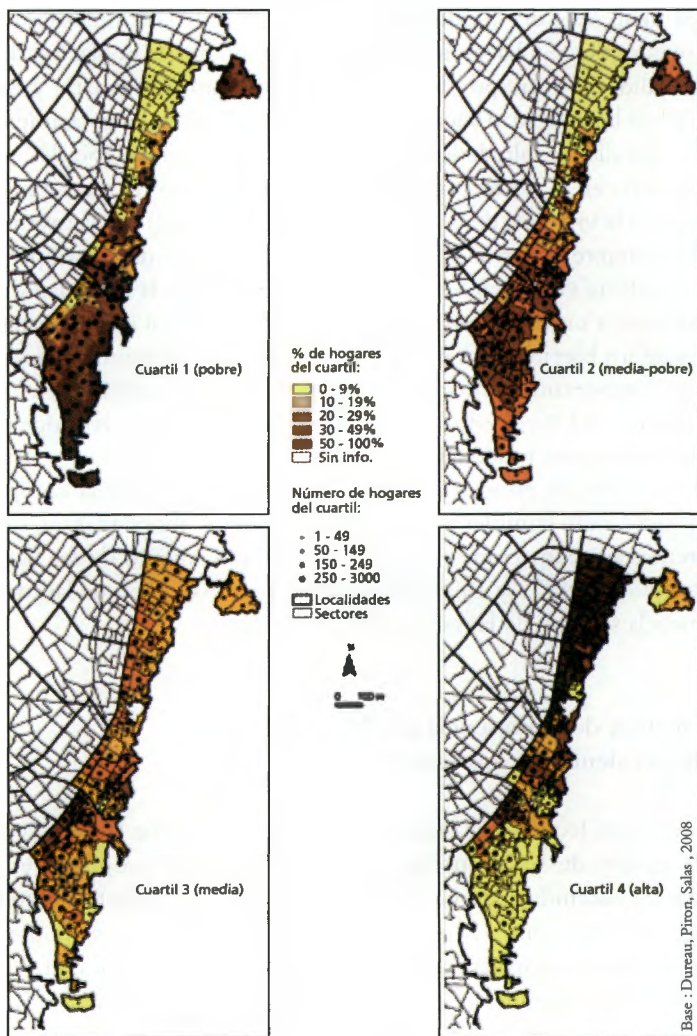 Cuartil 1 (pobre)
Cuartil 2 (media-pobre)
% de hogares
del cuartil:
0 - 9%
10 - 19%
20 - 29%
30 - 49%
50 - 100%
Sin info.
Número de hogares
del cuartil:
1 - 49
50 - 149
150 - 249
250 - 3000
Localidades
Sectores
Cuartil 3 (media)
Cuartil 4 (alta)
Base : Dureau, Piron, Salas , 2008